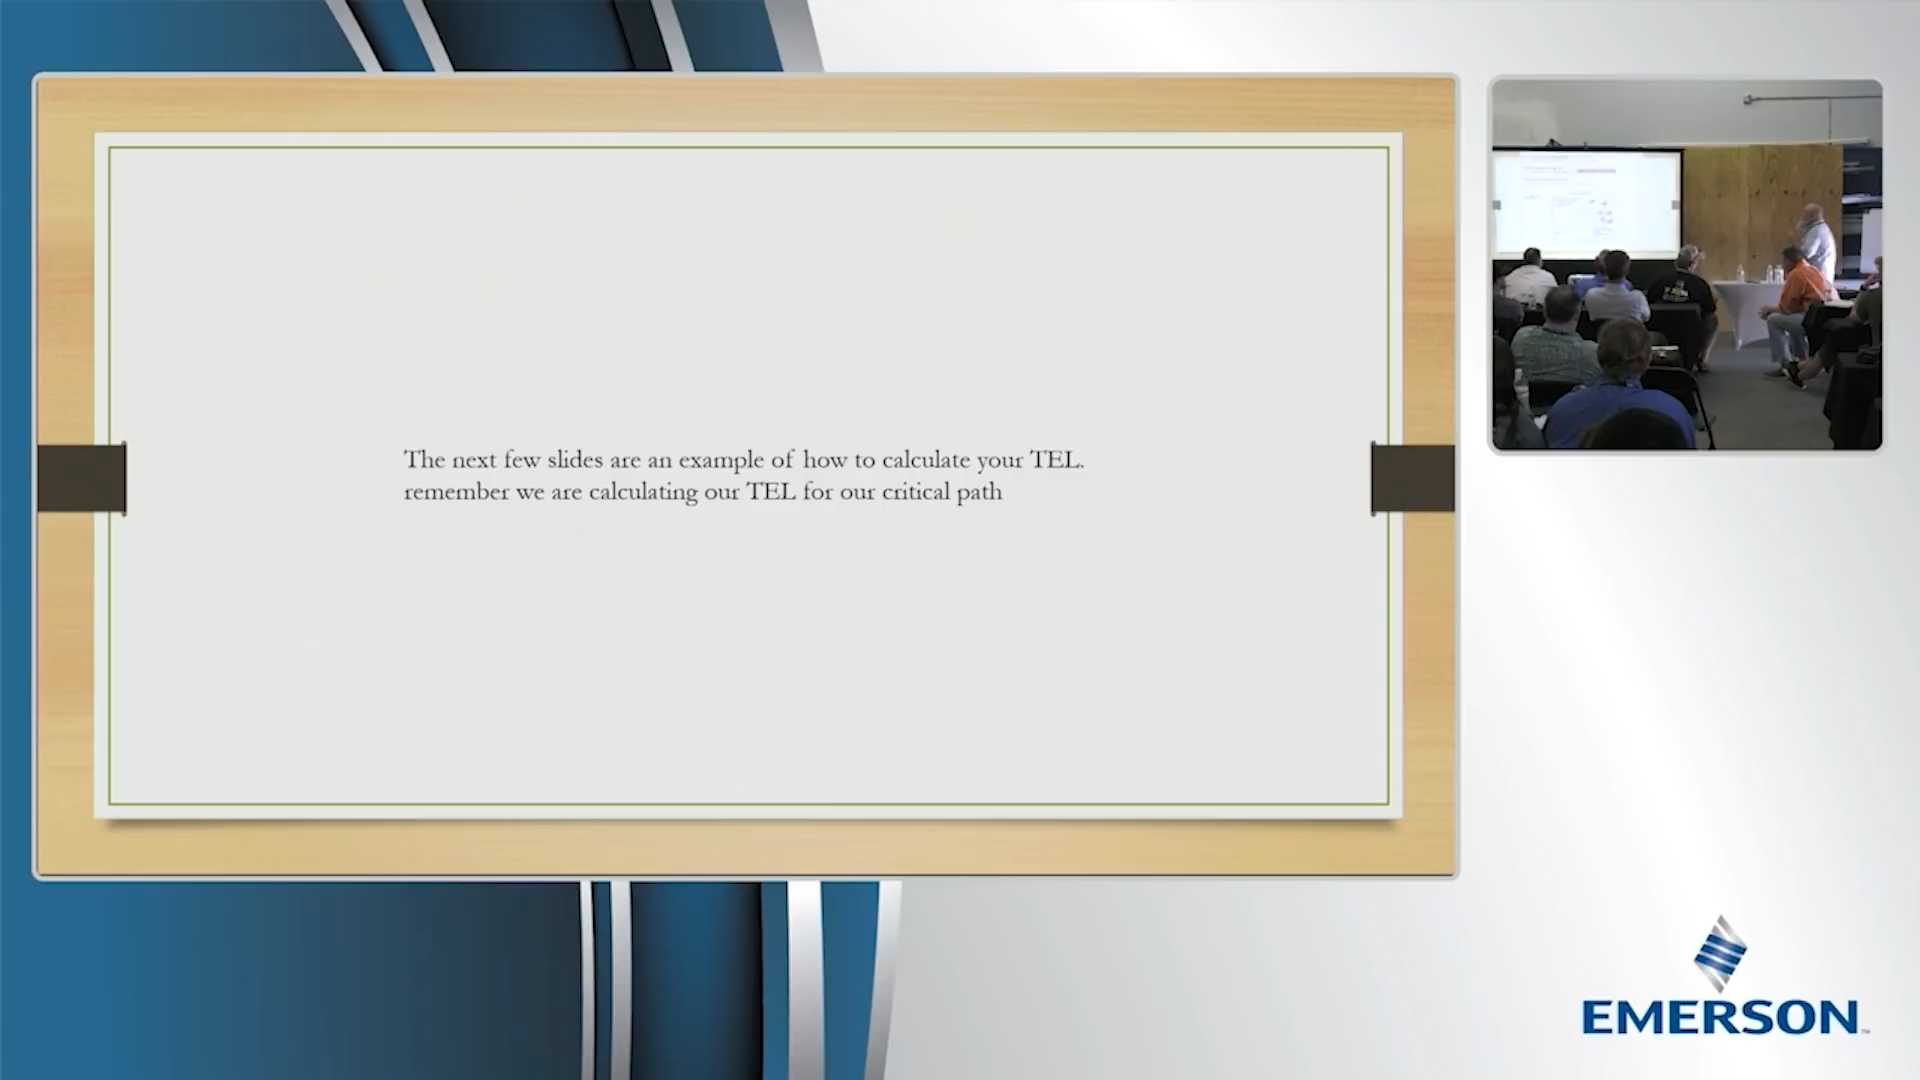 The next few slides are an example of how to calculate your TEL.
remember we are calculating our TEL for our critical path
EMERSON